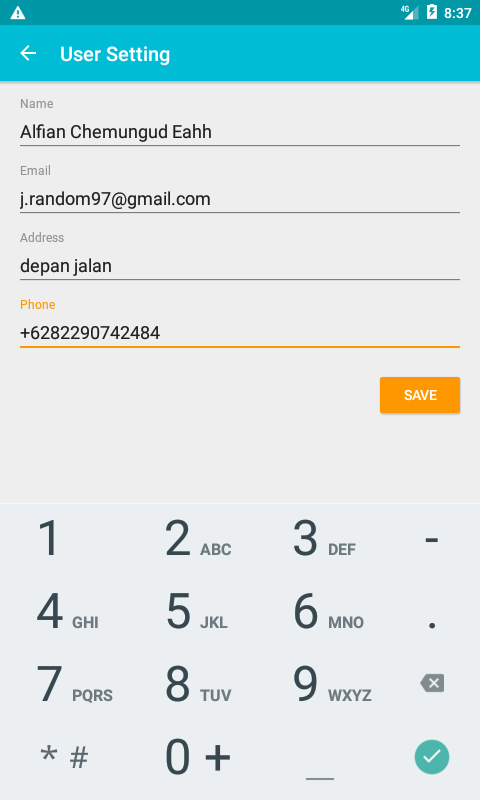 4G 8:37
User Setting
Name
Alfian Chemungud Eahh
Email
j.random97@gmail.com
Address
depan jalan
Phone
+6282290742484
SAVE
1 2 ABC 3 DEF -
4 GHI 5 JKL 6 MNO .
7 PQRS 8 TUV 9 WXYZ
* # 0 + _